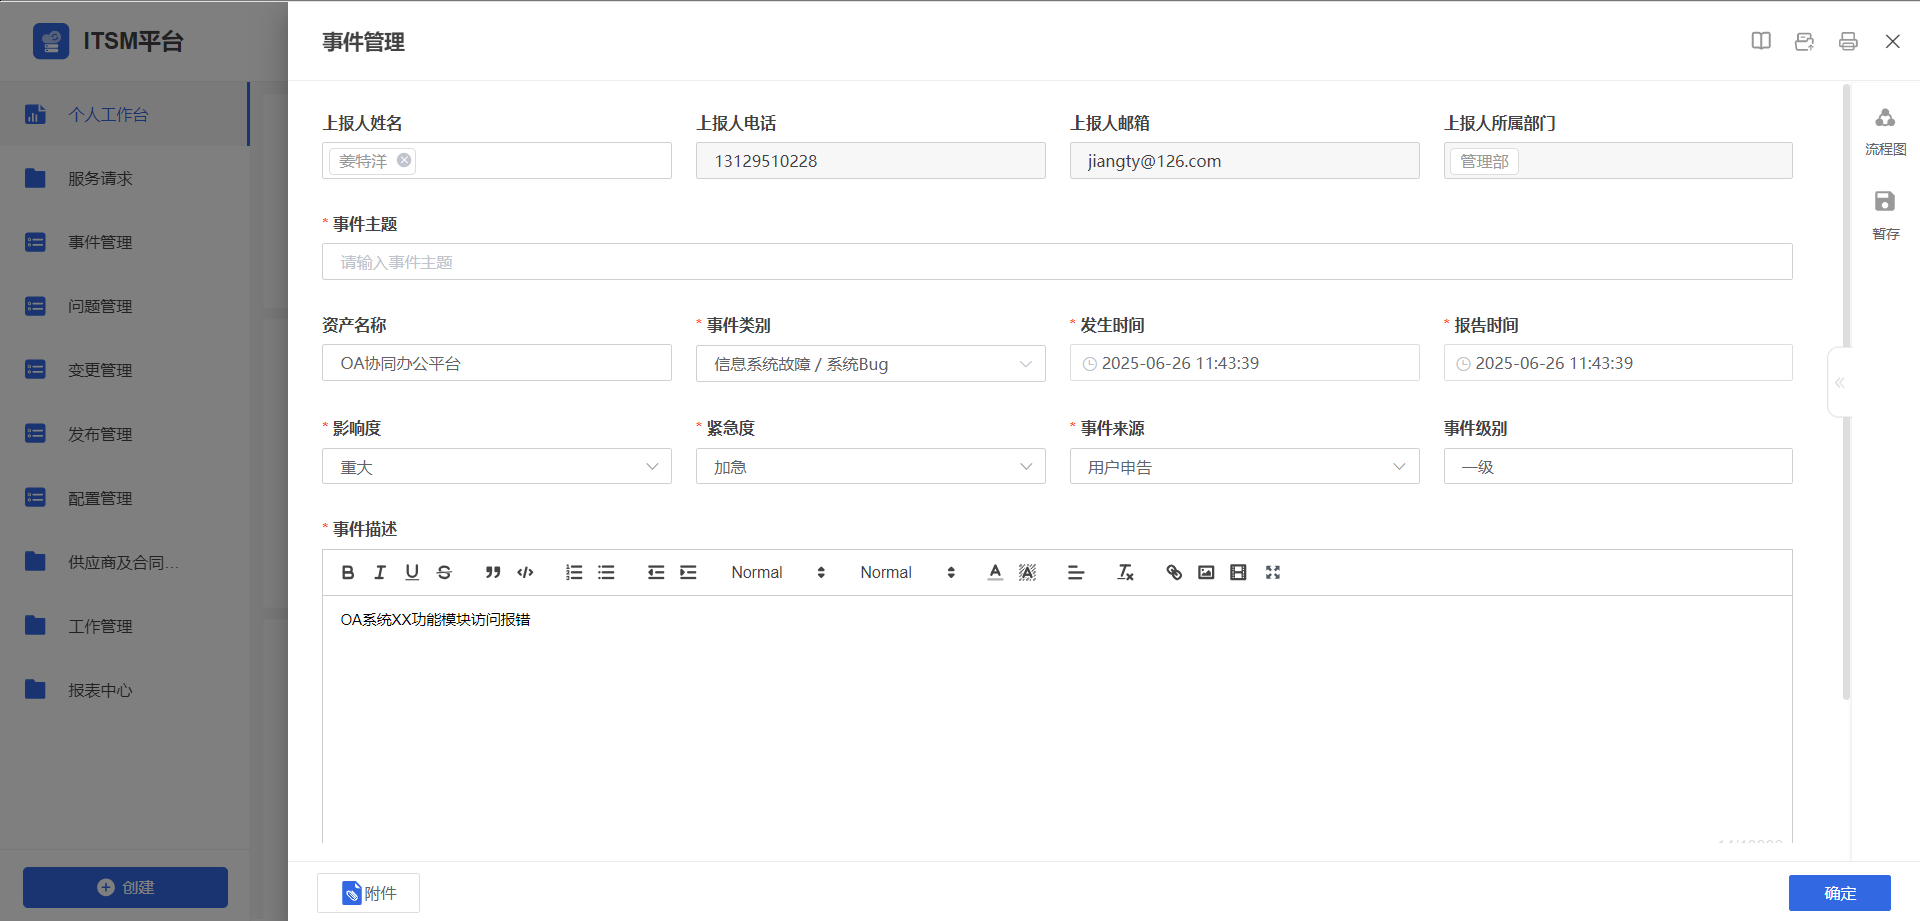 ITSM平台
事件管理
个人工作台
服务请求
事件管理
问题管理
变更管理
发布管理
配置管理
供应商及合同...
工作管理
报表中心
创建
上报人姓名
上报人电话
上报人邮箱
上报人所属部门
姜特洋
13129510228
jiangty@126.com
管理部
* 事件主题
请输入事件主题
资产名称
* 事件类别
* 发生时间
* 报告时间
OA协同办公平台
信息系统故障 / 系统Bug
2025-06-26 11:43:39
2025-06-26 11:43:39
* 影响度
* 紧急度
* 事件来源
事件级别
重大
加急
用户申告
一级
* 事件描述
Normal
Normal
OA系统XX功能模块访问报错
流程图
暂存
附件
确定